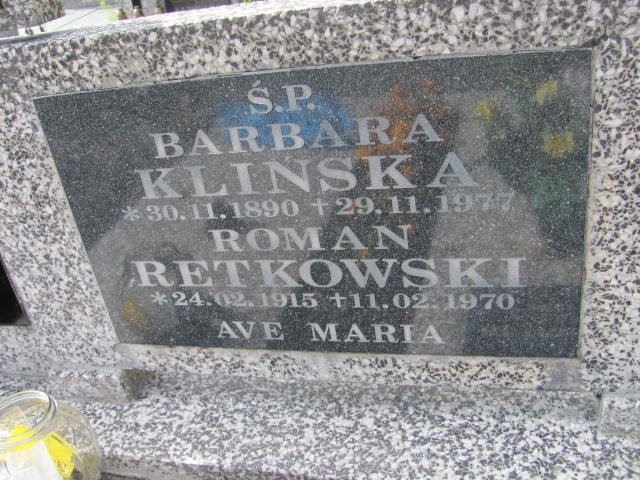 Ś.P.
BARBARA
KLINSKA
*30.11.1890 +29.11.1977
ROMAN
RETKOWSKI
*24.02.1915 +11.02.1970
AVE MARIA